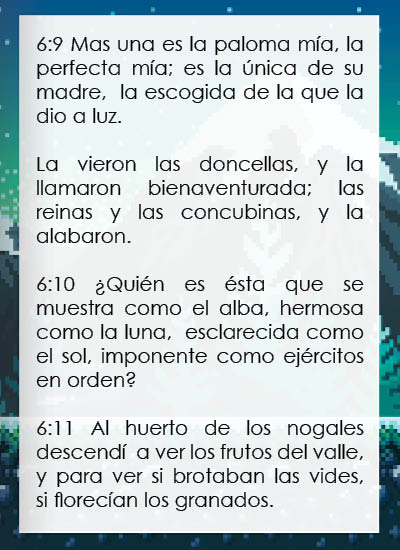 6:9 Mas una es la paloma mía, la
perfecta mía; es la única de su
madre, la escogida de la que la
dio a luz.
La vieron las doncellas, y la
llamaron bienaventurada; las
reinas y las concubinas, y la
alabaron.
6:10 ¿Quién es ésta que se
muestra como el alba, hermosa
como la luna, esclarecida como
el sol, imponente como ejércitos
en orden?
6:11 Al huerto de los nogales
descendí a ver los frutos del valle,
y para ver si brotaban las vides,
si florecían los granados.